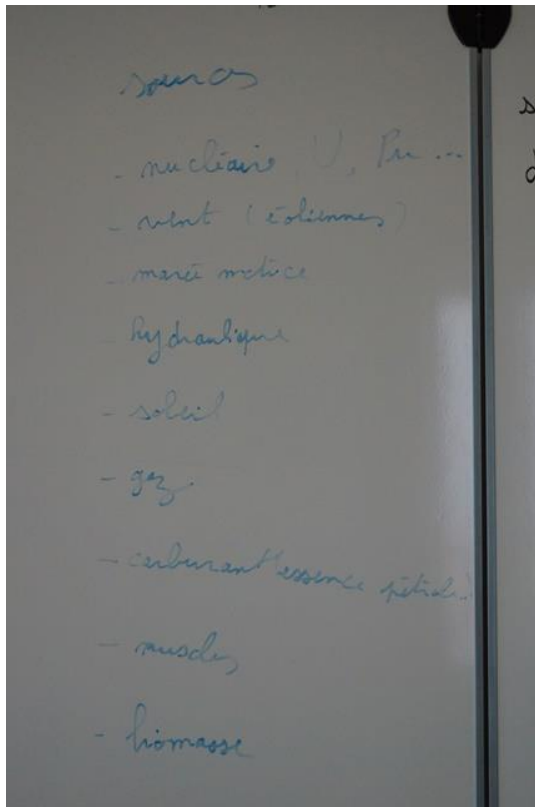 sources
- nucléaire U, Pu ...
- vent (éoliennes)
- marée motrice
- hydraulique
- soleil
- gaz
- carburant (essence pétrole)
- muscles
- biomasse
s